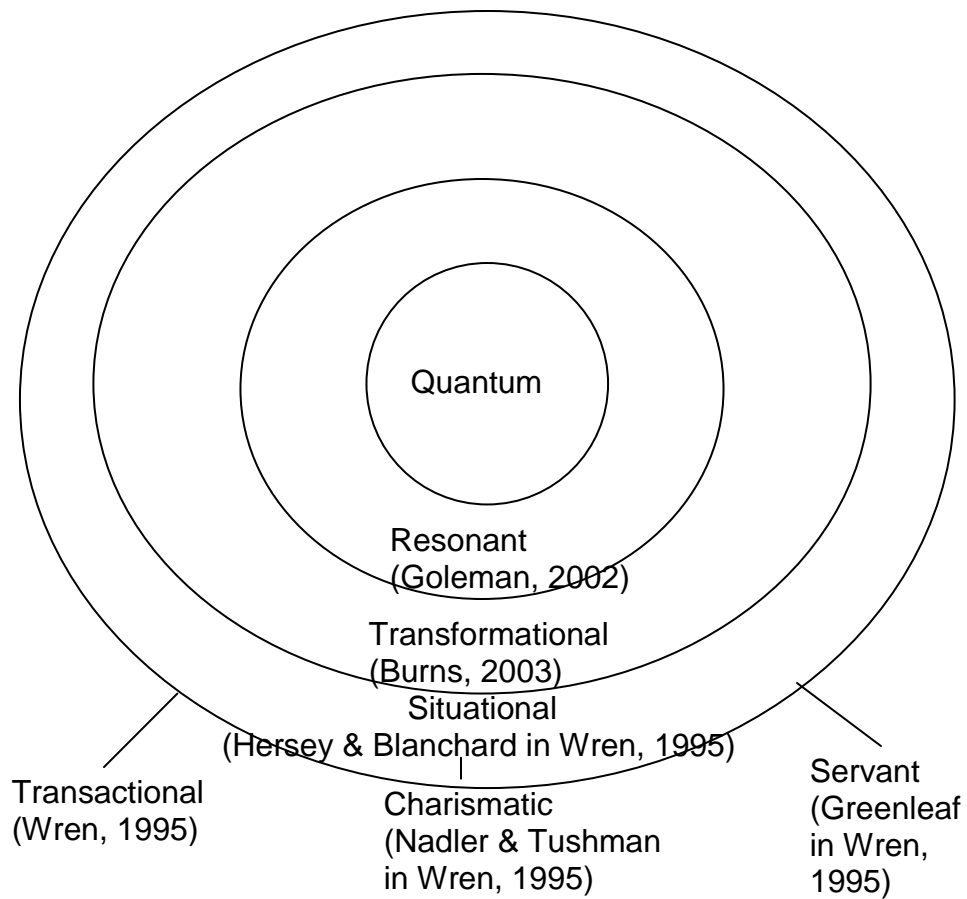 Quantum
Resonant
(Goleman, 2002)
Transformational
(Burns, 2003)
Situational
(Hersey & Blanchard in Wren, 1995)
Transactional
(Wren, 1995)
Charismatic
(Nadler & Tushman
in Wren, 1995)
Servant
(Greenleaf
in Wren,
1995)